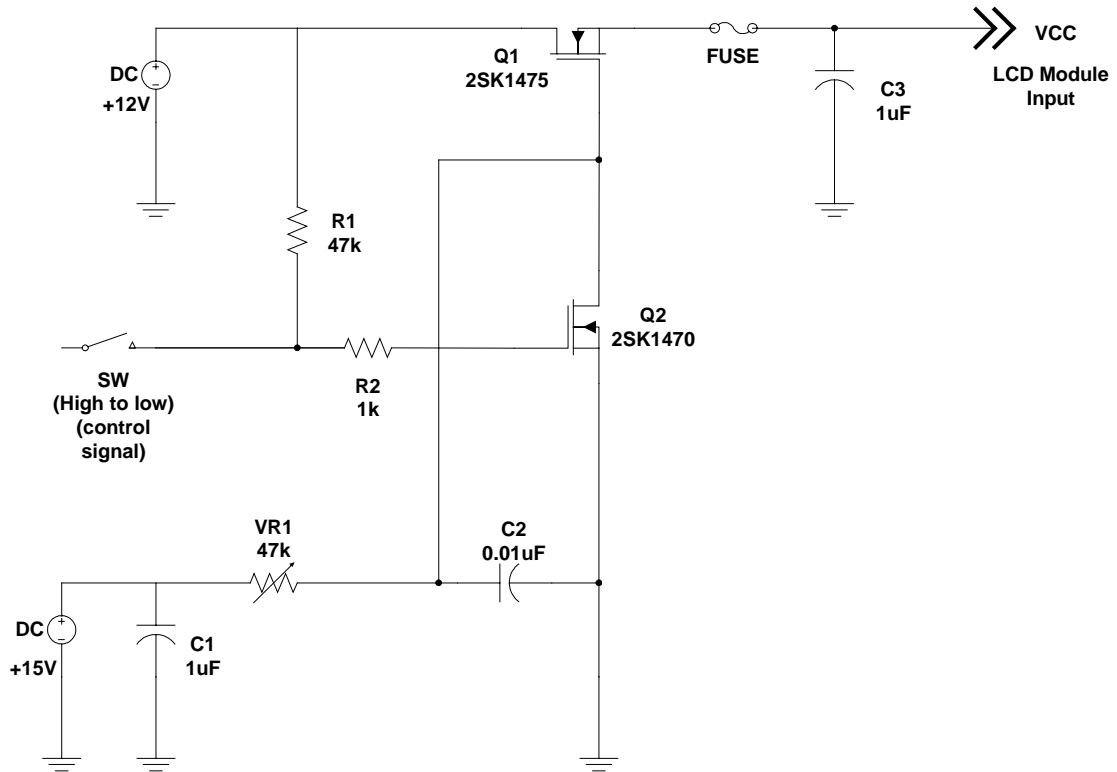 VCC
Q1
2SK1475
FUSE
DC
+12V
LCD Module
Input
C3
1uF
R1
47k
Q2
2SK1470
SW
(High to low)
(control
signal)
R2
1k
VR1
47k
C2
0.01uF
DC
+15V
C1
1uF